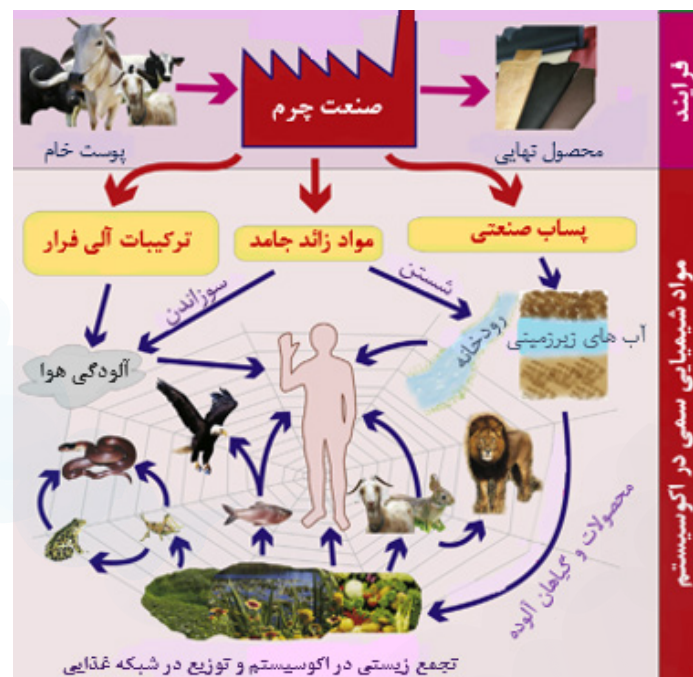 فرایند
صنعت چرم
پوست خام
محصول تهایی
مواد شیمیایی سمی در اکوسیستم
پساب صنعتی
مواد زائد جامد
ترکیبات آلی فرار
شستن
سوزاندن
رودخانه
آب های زیرزمینی
آلودگی هوا
محصولات و گیاهان آلوده
تجمع زیستی در اکوسیستم و توزیع در شبکه غذایی